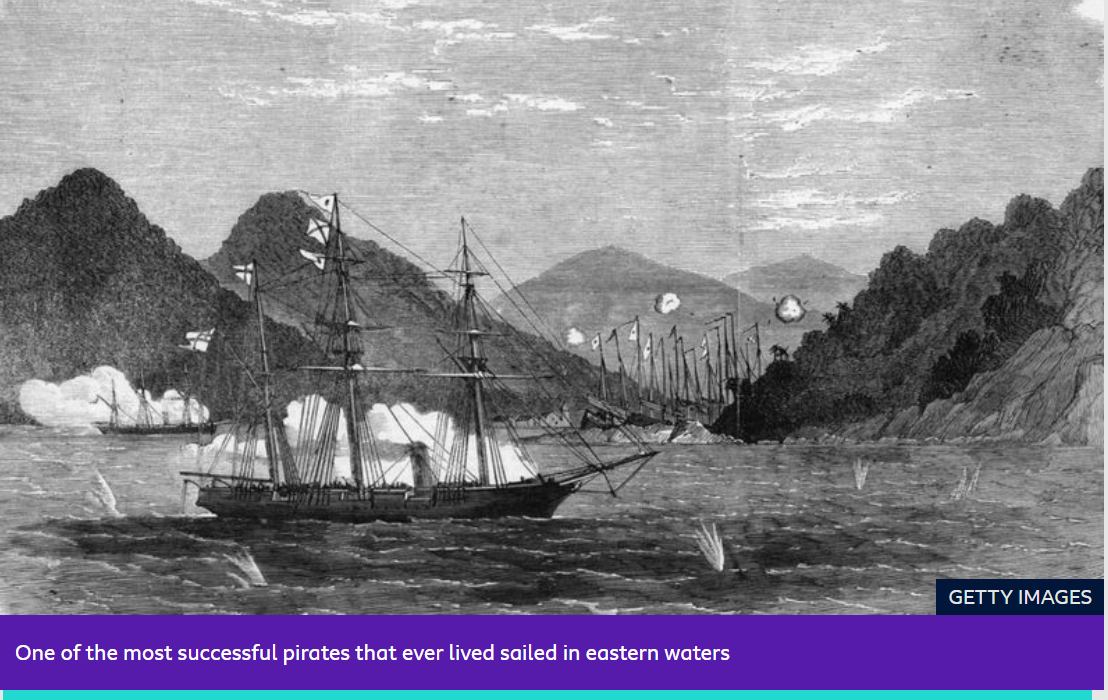 GETTY IMAGES
One of the most successful pirates that ever lived sailed in eastern waters